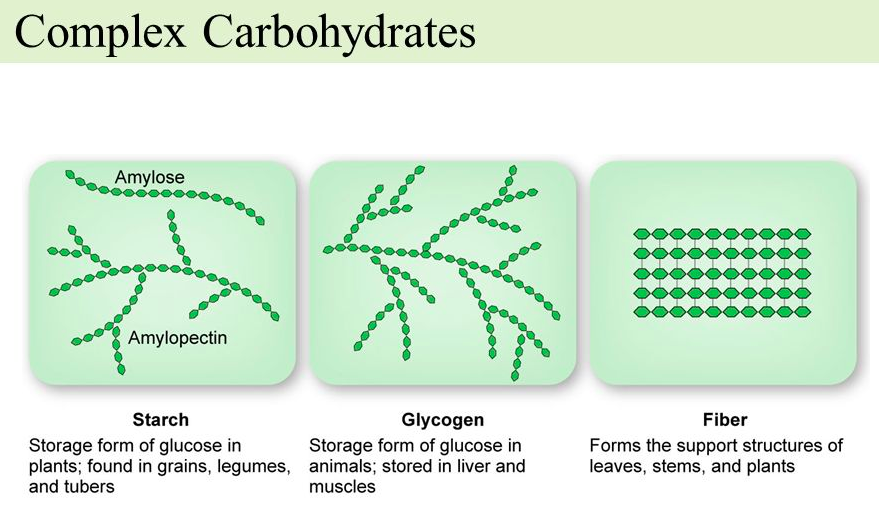 Complex Carbohydrates
Amylose
Amylopectin
Starch
Storage form of glucose in
plants; found in grains, legumes,
and tubers
Glycogen
Storage form of glucose in
animals; stored in liver and
muscles
Fiber
Forms the support structures of
leaves, stems, and plants